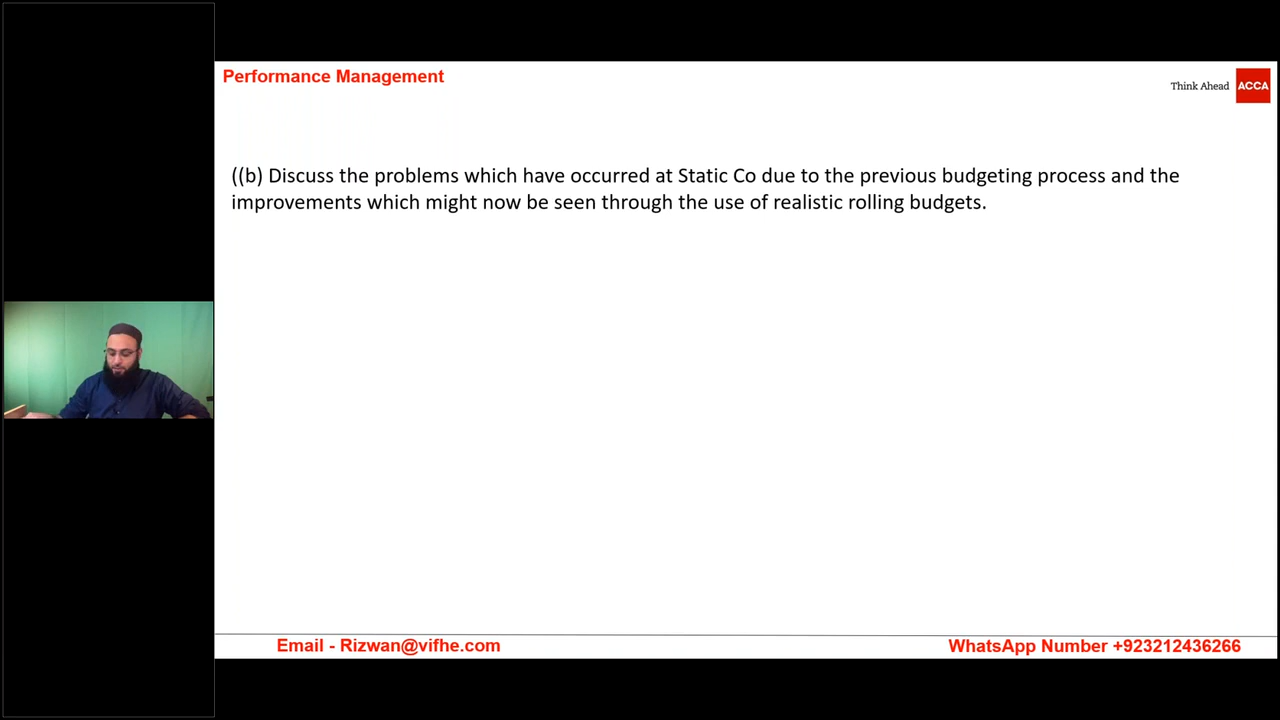 Performance Management
Think Ahead ACCA
((b) Discuss the problems which have occurred at Static Co due to the previous budgeting process and the
improvements which might now be seen through the use of realistic rolling budgets.
Email - Rizwan@vifhe.com
WhatsApp Number +923212436266